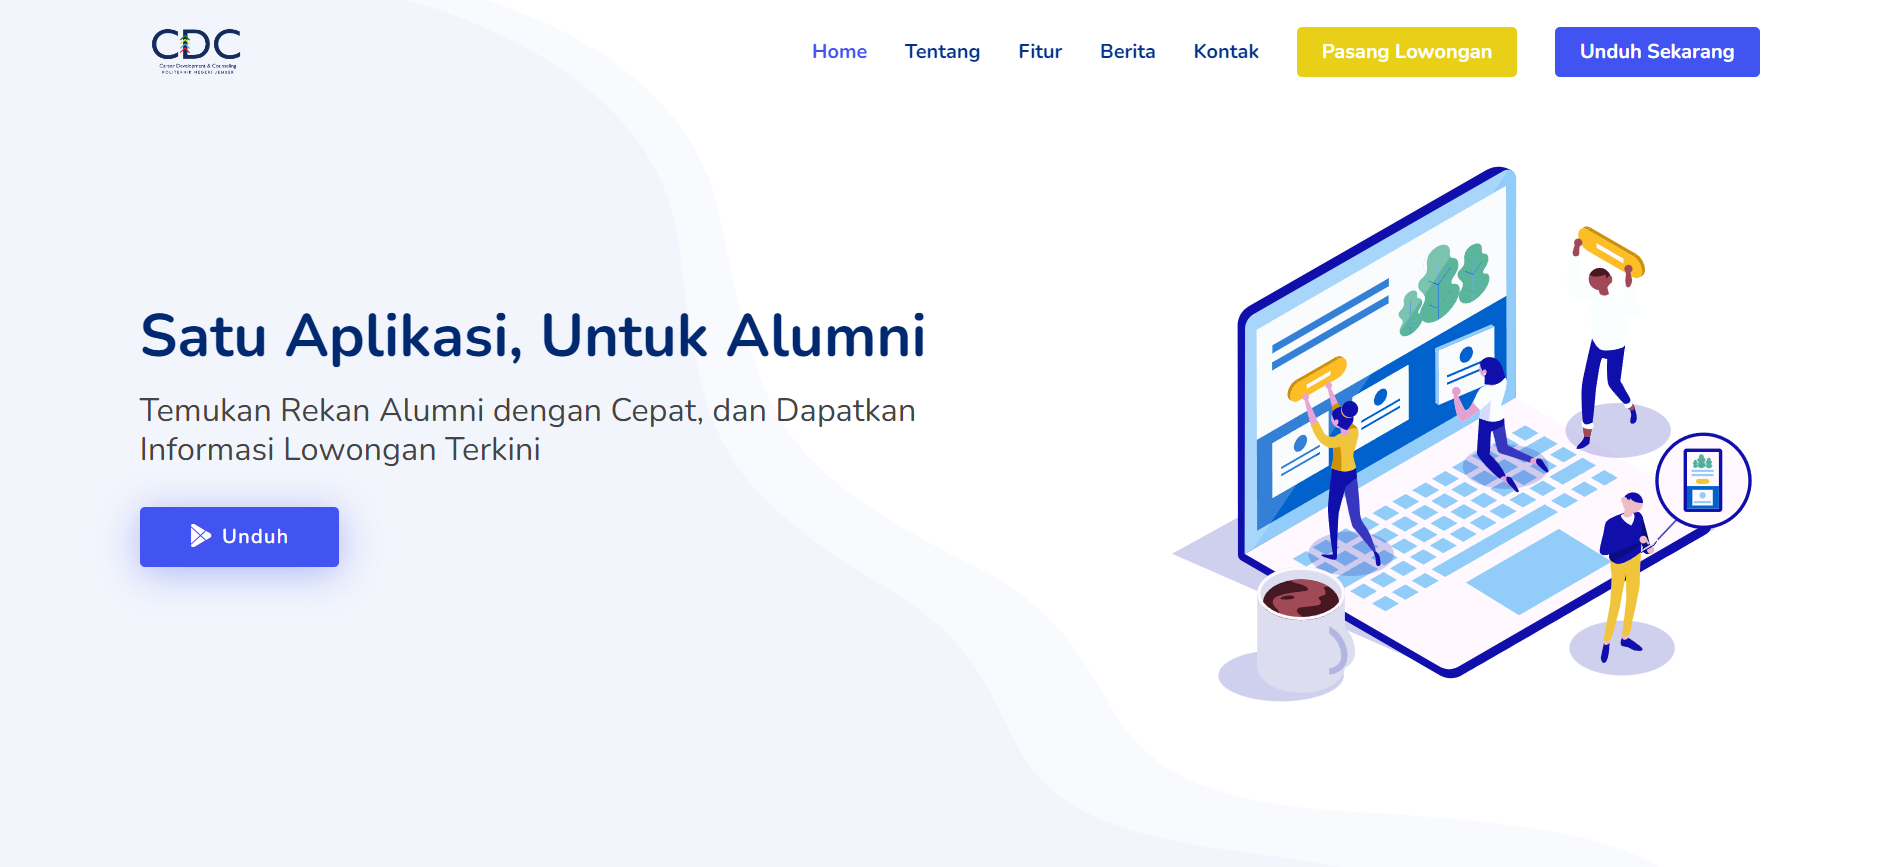 CDC
Career Development & Counseling
POLITEKNIK NEGERI JEMBER
Home
Tentang
Fitur
Berita
Kontak
Pasang Lowongan
Unduh Sekarang
Satu Aplikasi, Untuk Alumni
Temukan Rekan Alumni dengan Cepat, dan Dapatkan
Informasi Lowongan Terkini
Unduh